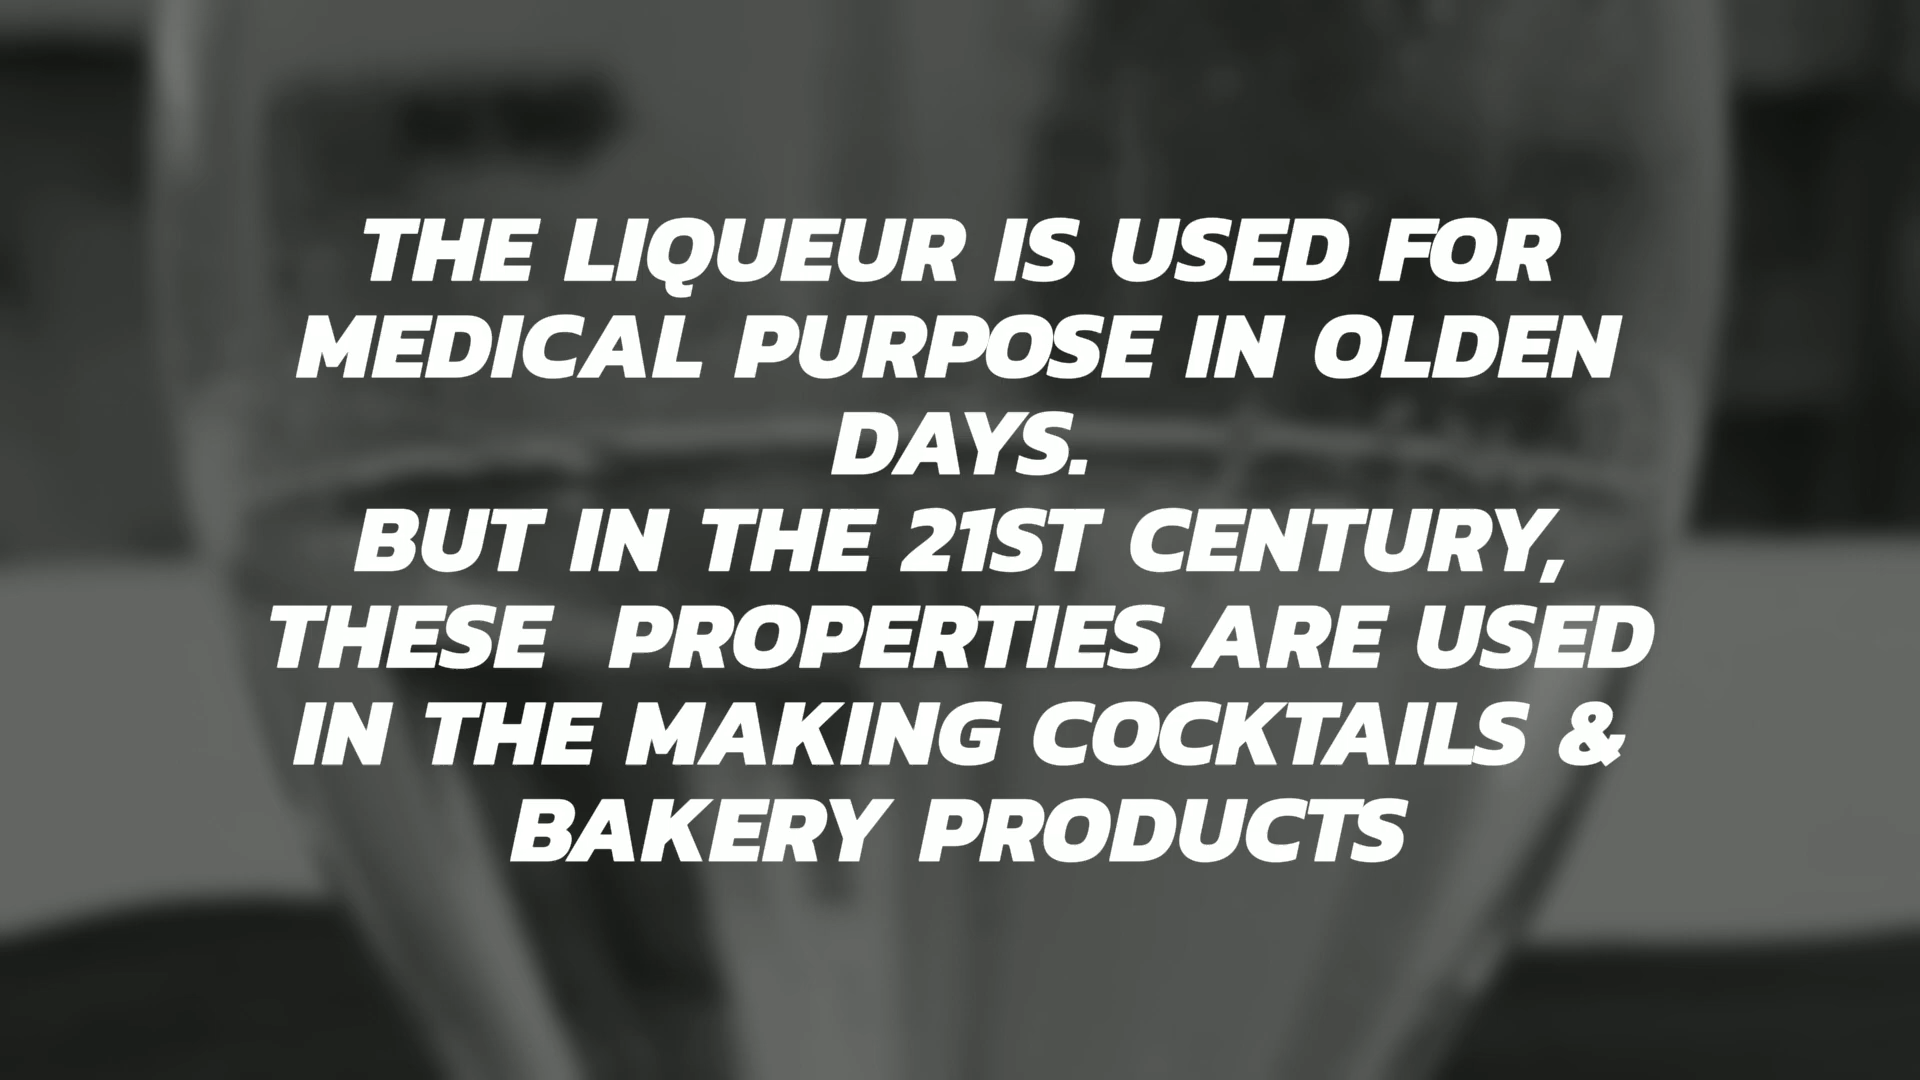 THE LIQUEUR IS USED FOR
MEDICAL PURPOSE IN OLDEN
DAYS.
BUT IN THE 21ST CENTURY,
THESE  PROPERTIES ARE USED
IN THE MAKING COCKTAILS &
BAKERY PRODUCTS